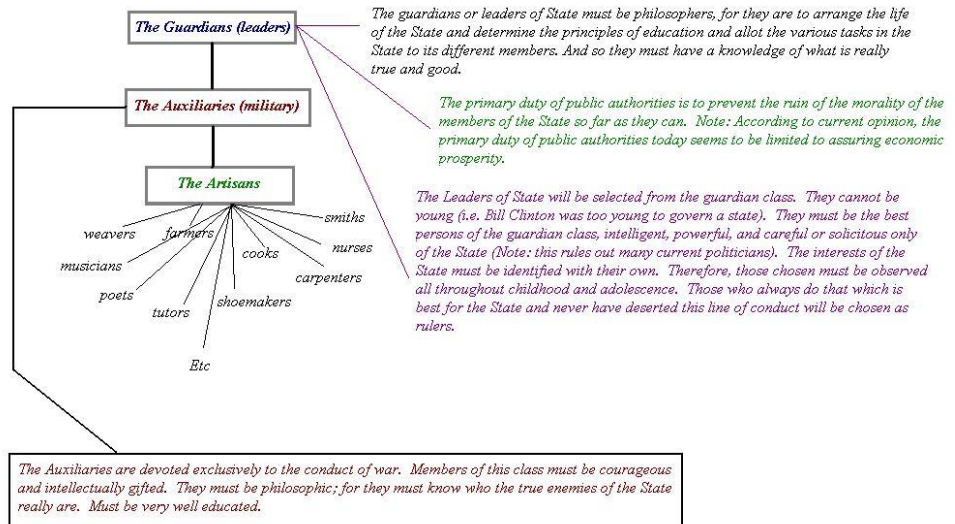 The Guardians (leaders)
The guardians or leaders of State must be philosophers, for they are to arrange the life
of the State and determine the principles of education and allot the various tasks in the
State to its different members. And so they must have a knowledge of what is really
true and good.
The Auxiliaries (military)
The primary duty of public authorities is to prevent the ruin of the morality of the
members of the State so far as they can. Note: According to current opinion, the
primary duty of public authorities today seems to be limited to assuring economic
prosperity.
The Artisans
The Leaders of State will be selected from the guardian class. They cannot be
young (i.e. Bill Clinton was too young to govern a state). They must be the best
persons of the guardian class, intelligent, powerful, and careful or solicitous only
of the State (Note: this rules out many current politicians). The interests of the
State must be identified with their own. Therefore, those chosen must be observed
all throughout childhood and adolescence. Those who always do that which is
best for the State and never have deserted this line of conduct will be chosen as
rulers.
weavers
farmers
smiths
musicians
cooks
nurses
poets
carpenters
tutors
shoemakers
Etc
The Auxiliaries are devoted exclusively to the conduct of war. Members of this class must be courageous
and intellectually gifted. They must be philosophic; for they must know who the true enemies of the State
really are. Must be very well educated.